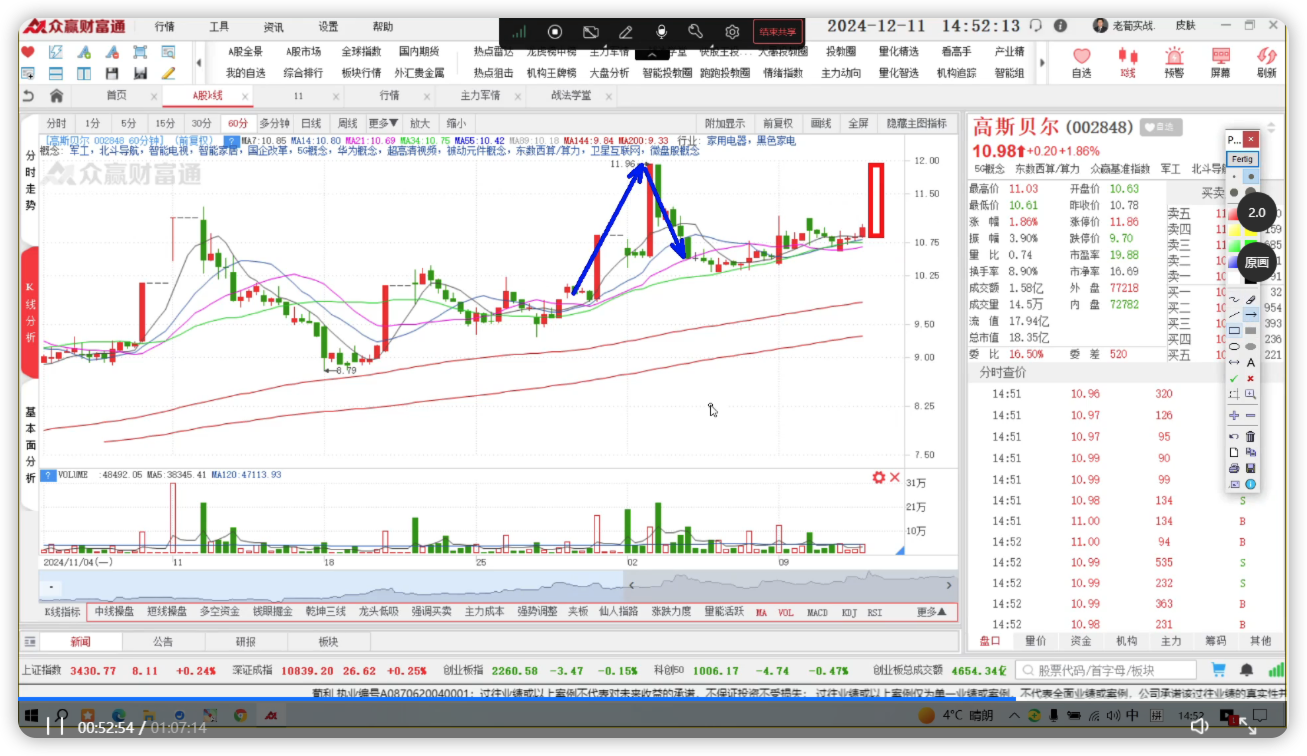 众赢财富通 行情 工具 资讯 设置 帮助 结束共享 2024-12-11 14:52:13 老荀实战. 皮肤
A股全景 A股市场 全球指数 国内期货 热点雷达 龙虎榜中榜 主力军情 投教圈 量化精选 看高手 产业精
我的自选 综合排行 板块行情 外汇贵金属 热点狙击 机构王牌榜 大盘分析 智能投教圈 跑跑投教圈 情绪指数 主力动向 量化智选 机构追踪 智能组
自选 K线 预警 屏幕 刷新
首页 × A股K线 × 11 × 行情 × 主力军情 × 战法学堂 ×
分时 1分 5分 15分 30分 60分 多分钟 日线 周线 更多▼ 放大 缩小 附加显示 前复权 画线 全屏 隐藏主图指标
[高斯贝尔 002848 60分钟] (前复权) ? MA7:10.85 MA14:10.80 MA21:10.69 MA34:10.75 MA55:10.42 MA89:10.18 MA144:9.84 MA200:9.33 行业: 家用电器，黑色家电
概念: 军工，北斗导航，智能电视，智能家居，国企改革，5G概念，华为概念，超高清视频，被动元件概念，东数西算/算力，卫星互联网，微盘股概念
众赢财富通
分时走势
K线分析
基本面分析
11.96
8.79
12.00
11.50
10.75
10.25
9.50
9.00
8.25
7.50
? VOLUME :48492.05 MA5:38345.41 MA120:47113.93
31万
21万
10万
2024/11/04(一) 11 18 25 02 09
K线指标 中线操盘 短线操盘 多空资金 钱眼掘金 乾坤三线 龙头低吸 强调买卖 主力成本 强势调整 夹板 仙人指路 涨跌力度 量能活跃 MA VOL MACD KDJ RSI 更多▲
新闻 公告 研报 板块
高斯贝尔 (002848) 自选
10.98 +0.20 +1.86%
5G概念 东数西算/算力 众赢基准指数 军工 北斗导
最高价 11.03 开盘价 10.63
最低价 10.61 昨收价 10.78
涨 幅 1.86% 涨停价 11.86
振 幅 3.90% 跌停价 9.70
量 比 0.74 市盈率 19.88
换手率 8.90% 市净率 16.69
成交额 1.58亿 外 盘 77218
成交量 14.5万 内 盘 72782
流 值 17.94亿
总市值 18.35亿
委 比 16.50% 委 差 520
买卖
卖五
卖四
卖三
卖二
卖一
买一 32
买二 954
买三 393
买四 236
买五 221
P...
Fertig
2.0
原画
A
分时查价
14:51 10.96 320
14:51 10.97 126
14:51 10.97 95
14:51 10.99 90
14:51 10.99 99
14:51 10.98 134 S
14:51 11.00 134 B
14:52 11.00 94 B
14:52 10.99 535 S
14:52 10.99 232 S
14:52 10.99 363 B
14:52 10.98 231 B
盘口 量价 资金 机构 主力 筹码 其他
上证指数 3430.77 8.11 +0.24% 深证成指 10839.20 26.62 +0.25% 创业板指 2260.58 -3.47 -0.15% 科创50 1006.17 -4.74 -0.47% 创业板总成交额 4654.34亿 股票代码/首字母/板块
执业编号A0870620040001：过往业绩或以上案例不代表对未来收益的承诺，不保证投资不受损失； 过往业绩或以上案例仅为单一业绩或案例，不代表全面业绩或案例，公司承诺该过往业绩的真实性并
4°C 晴朗 中 拼 14:52
00:52:54 / 01:07:14